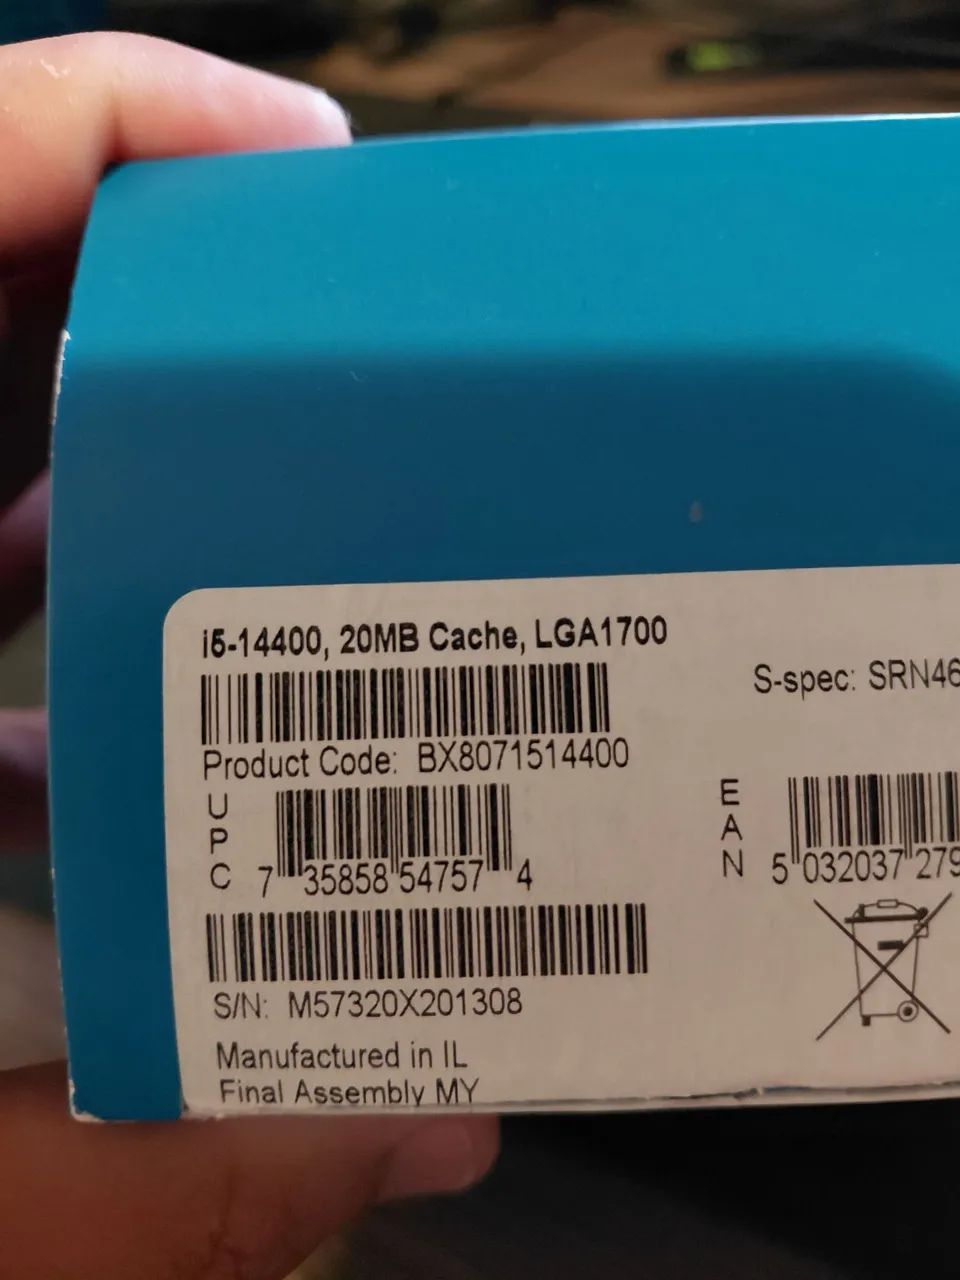 i5-14400, 20MB Cache, LGA1700
S-spec: SRN46
Product Code: BX8071514400
UPC
7 35858 54757 4
EAN
5 032037 279
S/N: M57320X201308
Manufactured in IL
Final Assembly MY